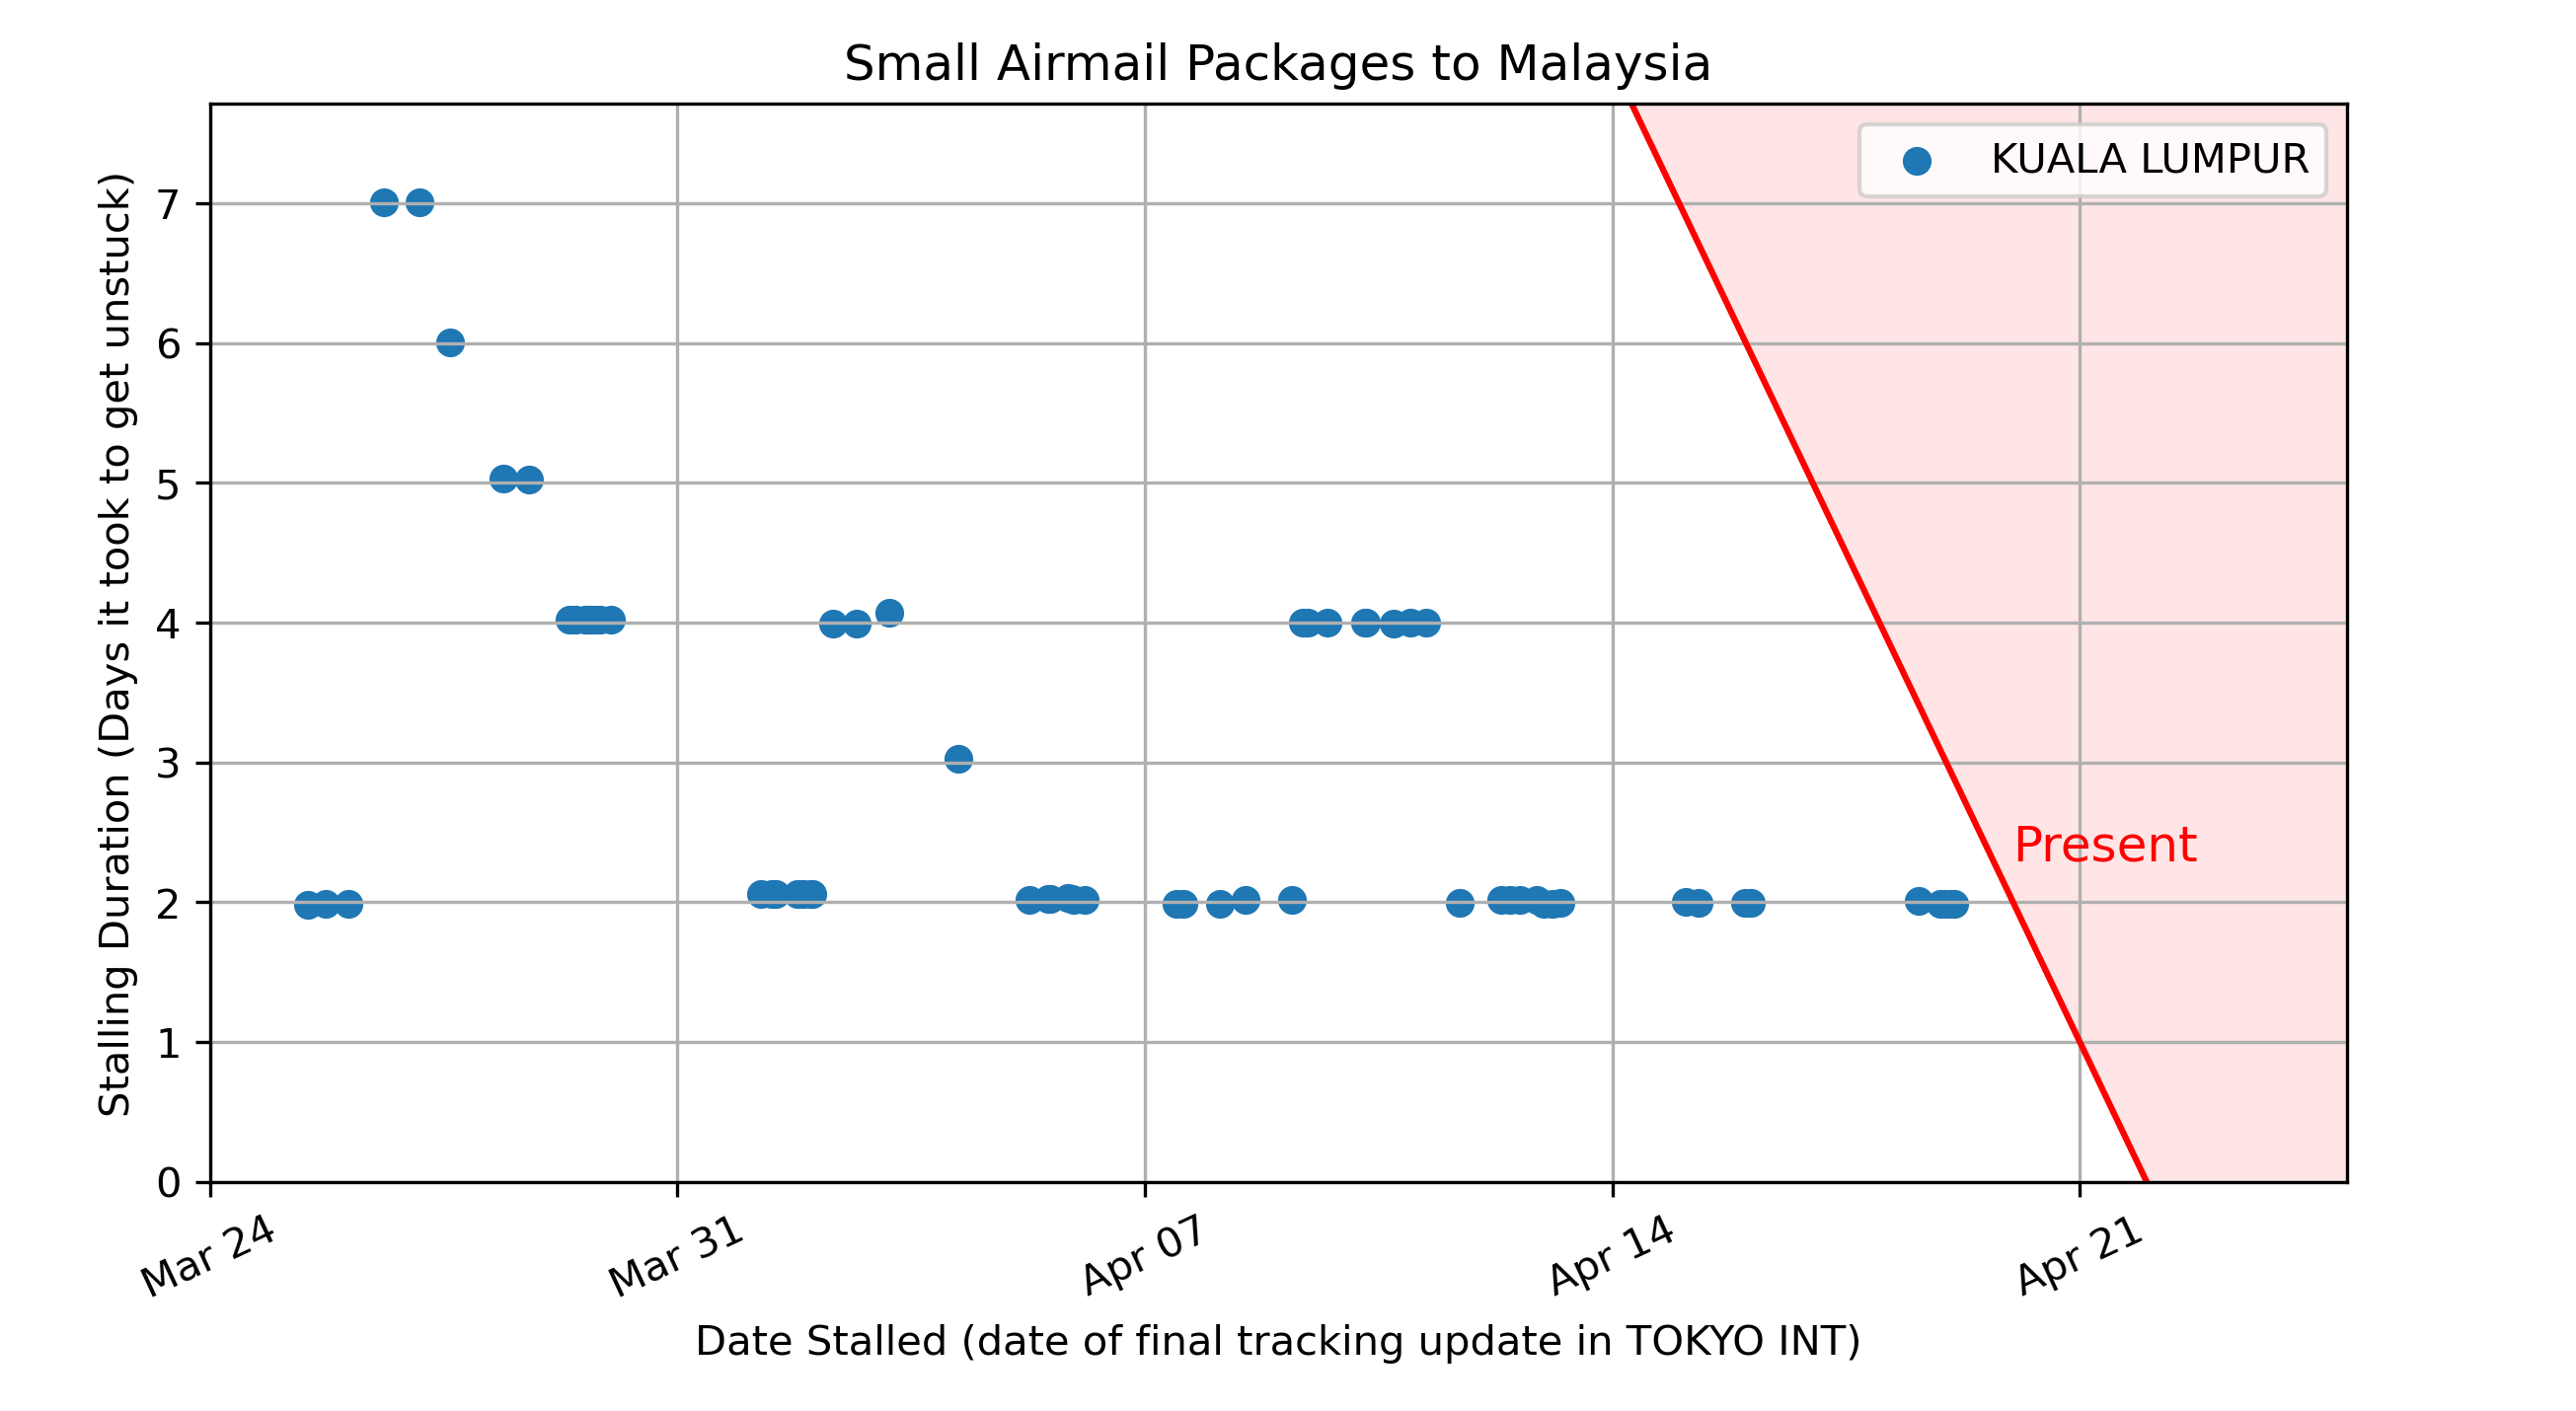 Small Airmail Packages to Malaysia
KUALA LUMPUR
Stalling Duration (Days it took to get unstuck)
7
6
5
4
3
2
1
0
Present
Mar 24
Mar 31
Apr 07
Apr 14
Apr 21
Date Stalled (date of final tracking update in TOKYO INT)